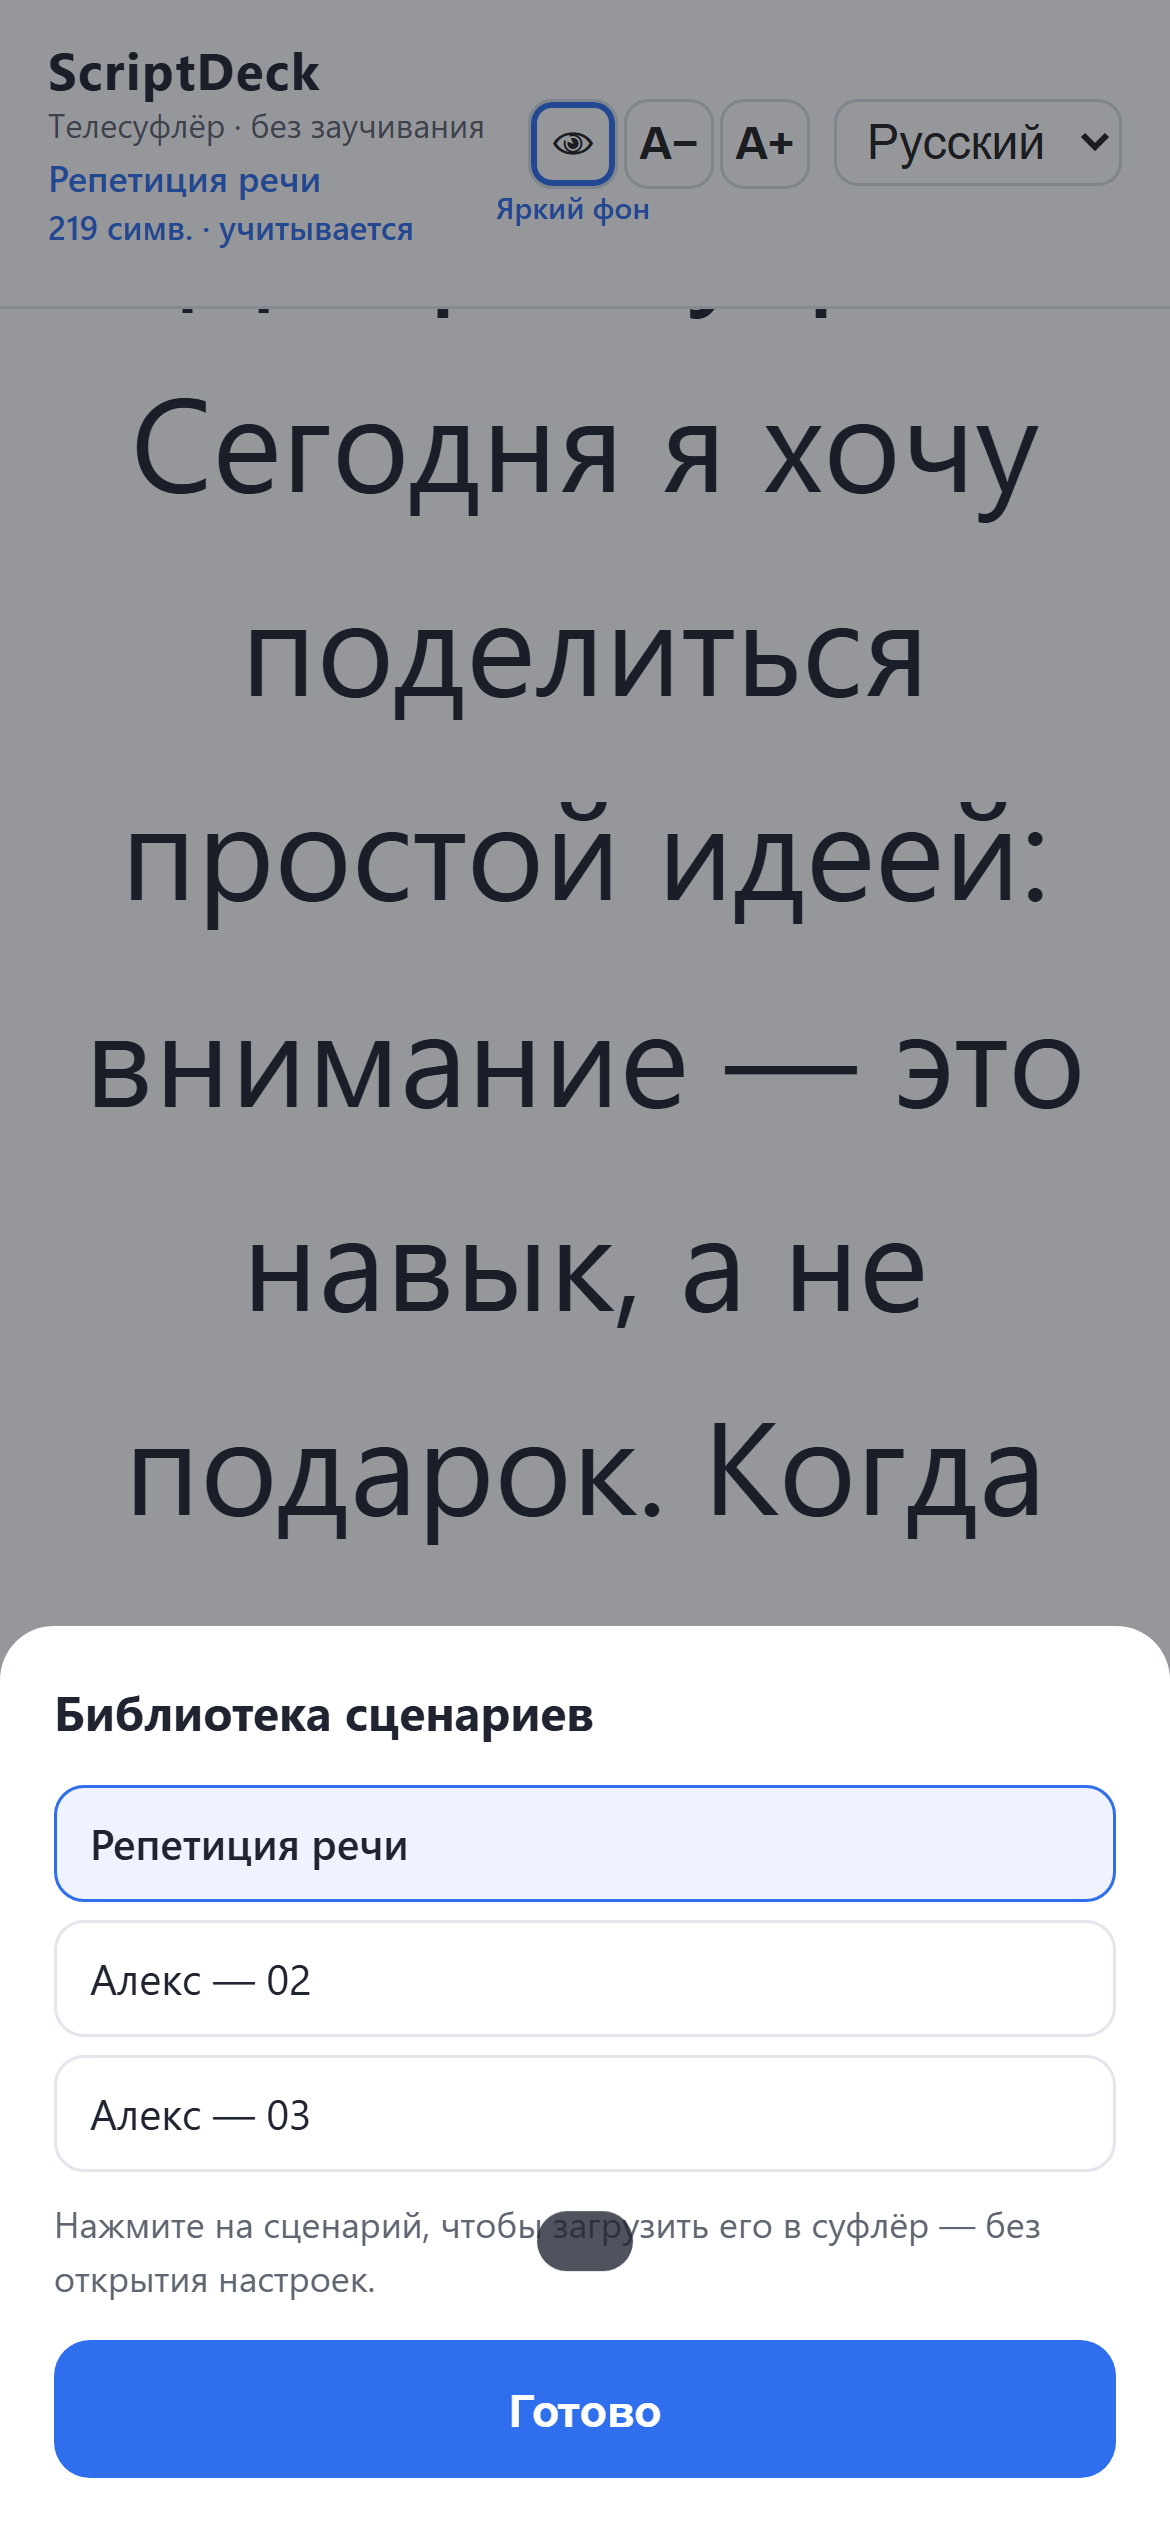 ScriptDeck
Телесуфлёр · без заучивания
Репетиция речи
219 симв. · учитывается
Яркий фон
A−
A+
Русский
Сегодня я хочу
поделиться
простой идеей:
внимание — это
навык, а не
подарок. Когда
Библиотека сценариев
Репетиция речи
Алекс — 02
Алекс — 03
Нажмите на сценарий, чтобы загрузить его в суфлёр — без
открытия настроек.
Готово